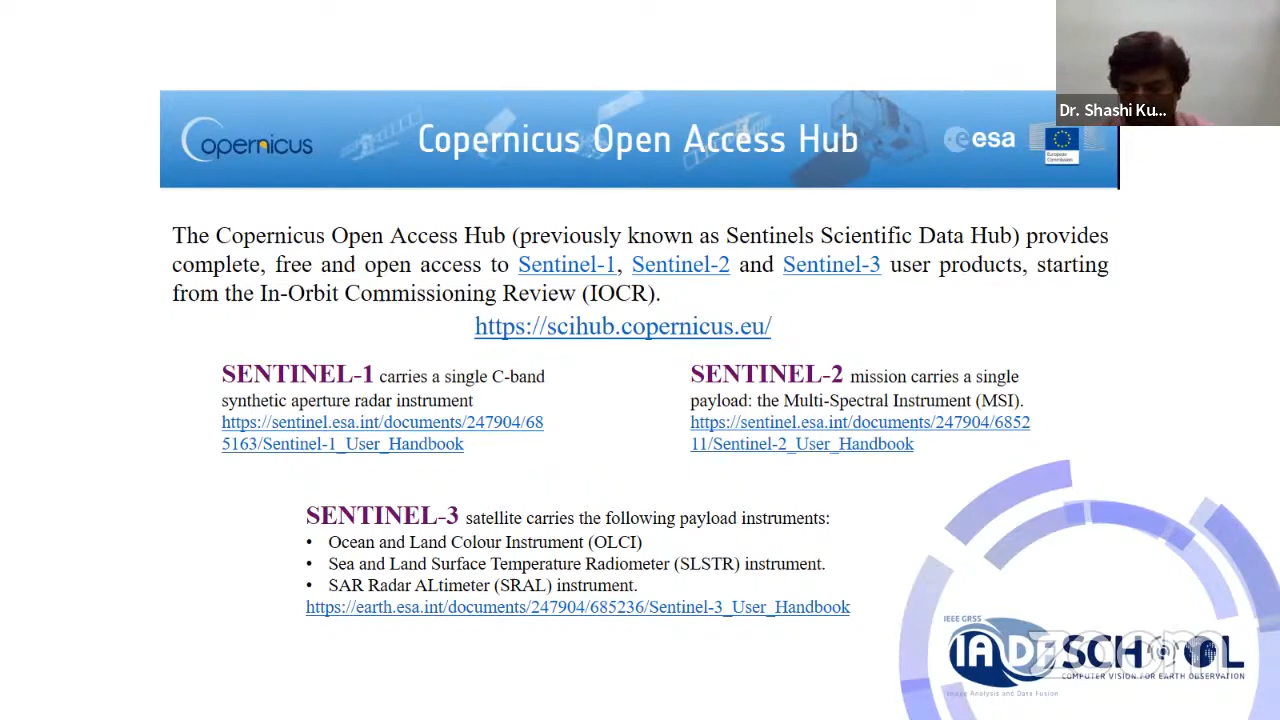 Dr. Shashi Ku...
Copernicus
Copernicus Open Access Hub
esa
European
Commission
The Copernicus Open Access Hub (previously known as Sentinels Scientific Data Hub) provides
complete, free and open access to Sentinel-1, Sentinel-2 and Sentinel-3 user products, starting
from the In-Orbit Commissioning Review (IOCR).
https://scihub.copernicus.eu/
SENTINEL-1 carries a single C-band
synthetic aperture radar instrument
https://sentinel.esa.int/documents/247904/68
5163/Sentinel-1_User_Handbook
SENTINEL-2 mission carries a single
payload: the Multi-Spectral Instrument (MSI).
https://sentinel.esa.int/documents/247904/6852
11/Sentinel-2_User_Handbook
SENTINEL-3 satellite carries the following payload instruments:
• Ocean and Land Colour Instrument (OLCI)
• Sea and Land Surface Temperature Radiometer (SLSTR) instrument.
• SAR Radar ALtimeter (SRAL) instrument.
https://earth.esa.int/documents/247904/685236/Sentinel-3_User_Handbook
IEEE GRSS
IADF SCHOOL
zoom
COMPUTER VISION FOR EARTH OBSERVATION
Image Analysis and Data Fusion